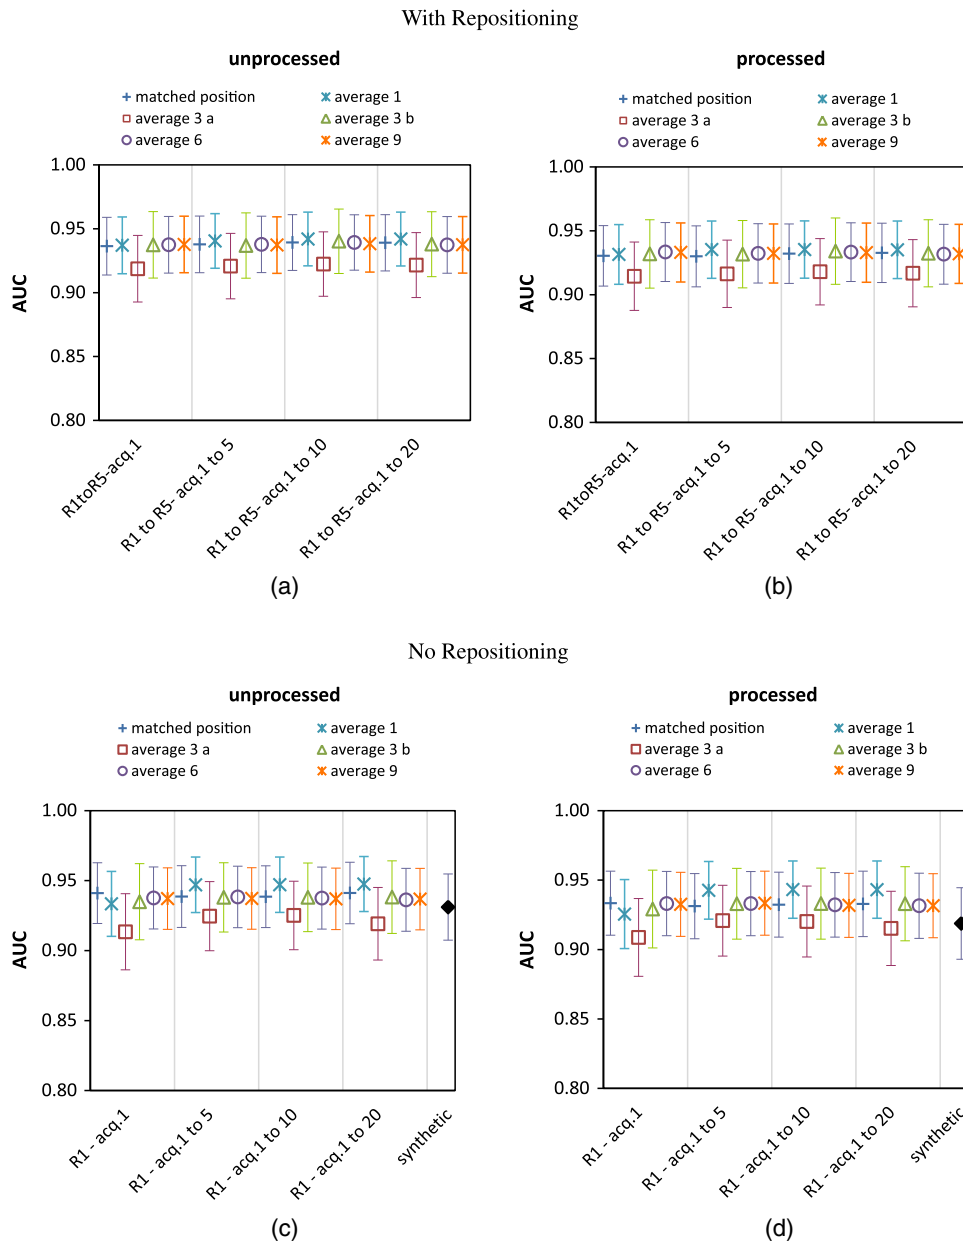 With Repositioning
unprocessed
matched position
average 1
average 3 a
average 3 b
average 6
average 9
1.00
0.95
0.90
0.85
0.80
AUC
R1toR5-acq.1
R1 to R5- acq.1 to 5
R1 to R5- acq.1 to 10
R1 to R5- acq.1 to 20
(a)
processed
matched position
average 1
average 3 a
average 3 b
average 6
average 9
1.00
0.95
0.90
0.85
0.80
AUC
R1toR5-acq.1
R1 to R5- acq.1 to 5
R1 to R5- acq.1 to 10
R1 to R5- acq.1 to 20
(b)
No Repositioning
unprocessed
matched position
average 1
average 3 a
average 3 b
average 6
average 9
1.00
0.95
0.90
0.85
0.80
AUC
R1 - acq.1
R1 - acq.1 to 5
R1 - acq.1 to 10
R1 - acq.1 to 20
synthetic
(c)
processed
matched position
average 1
average 3 a
average 3 b
average 6
average 9
1.00
0.95
0.90
0.85
0.80
AUC
R1 - acq.1
R1 - acq.1 to 5
R1 - acq.1 to 10
R1 - acq.1 to 20
synthetic
(d)